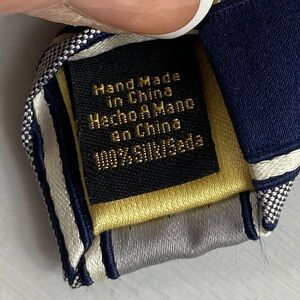 Hand Made
in China
Hecho A Mano
en China
100% Silk/Seda